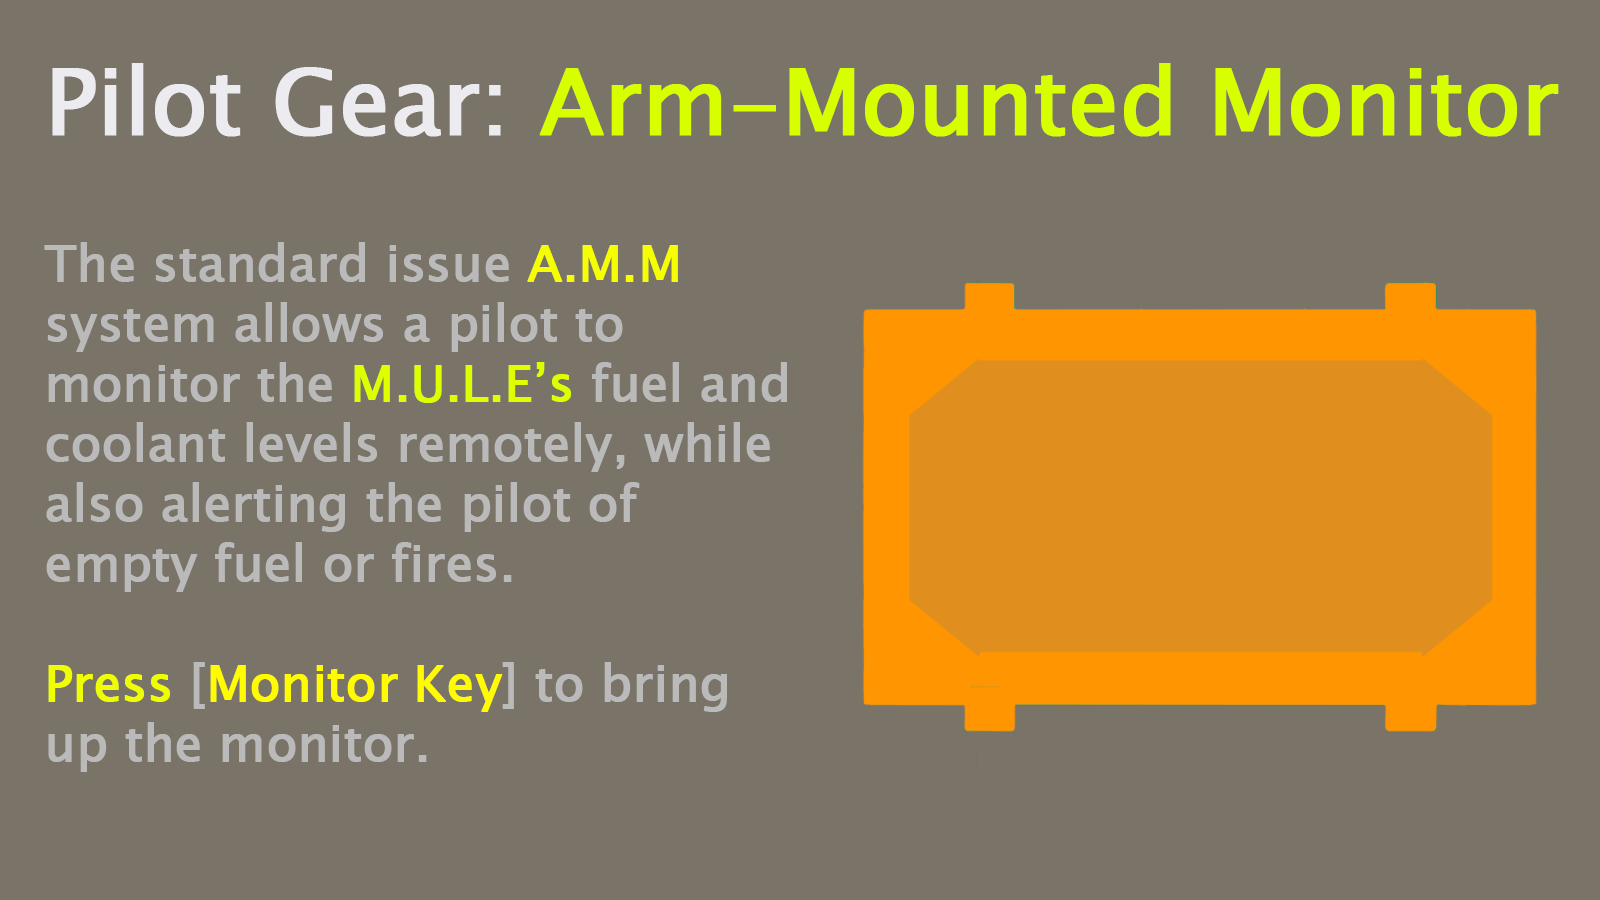 Pilot Gear: Arm-Mounted Monitor
The standard issue A.M.M
system allows a pilot to
monitor the M.U.L.E’s fuel and
coolant levels remotely, while
also alerting the pilot of
empty fuel or fires.
Press [Monitor Key] to bring
up the monitor.